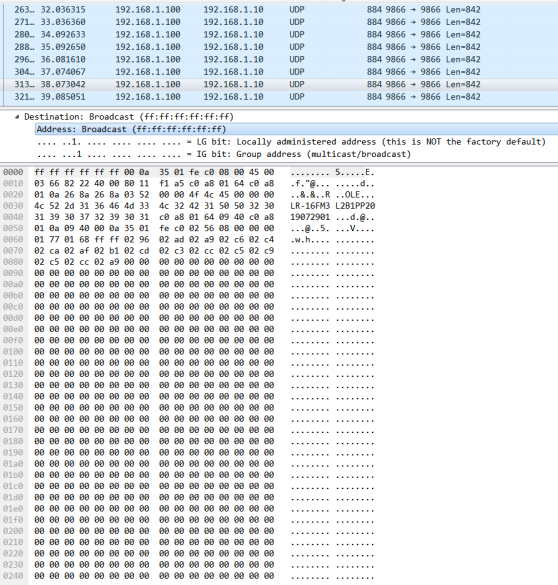 263… 32.036315 192.168.1.100 192.168.1.10 UDP 884 9866 → 9866 Len=842
271… 33.036360 192.168.1.100 192.168.1.10 UDP 884 9866 → 9866 Len=842
280… 34.092633 192.168.1.100 192.168.1.10 UDP 884 9866 → 9866 Len=842
288… 35.092650 192.168.1.100 192.168.1.10 UDP 884 9866 → 9866 Len=842
296… 36.081610 192.168.1.100 192.168.1.10 UDP 884 9866 → 9866 Len=842
304… 37.074067 192.168.1.100 192.168.1.10 UDP 884 9866 → 9866 Len=842
313… 38.073042 192.168.1.100 192.168.1.10 UDP 884 9866 → 9866 Len=842
321… 39.085051 192.168.1.100 192.168.1.10 UDP 884 9866 → 9866 Len=842
Destination: Broadcast (ff:ff:ff:ff:ff:ff)
Address: Broadcast (ff:ff:ff:ff:ff:ff)
.... ..1. .... .... .... .... = LG bit: Locally administered address (this is NOT the factory default)
.... ...1 .... .... .... .... = IG bit: Group address (multicast/broadcast)
0000 ff ff ff ff ff ff 00 0a 35 01 fe c0 08 00 45 00 ........ 5.....E.
0010 03 66 82 22 40 00 80 11 f1 a5 c0 a8 01 64 c0 a8 .f."@... .....d..
0020 01 0a 26 8a 26 8a 03 52 00 00 4f 4c 45 00 00 00 ..&.&..R ..OLE...
0030 4c 52 2d 31 36 46 4d 33 4c 32 42 31 50 50 32 30 LR-16FM3 L2B1PP20
0040 31 39 30 37 32 39 30 31 c0 a8 01 64 09 40 c0 a8 19072901 ...d.@..
0050 01 0a 09 40 00 0a 35 01 fe c0 02 56 08 00 00 00 ...@..5. ...V....
0060 01 77 01 68 ff ff 02 96 02 ad 02 a9 02 c6 02 c4 .w.h.... ........
0070 02 ca 02 af 02 b1 02 cd 02 c3 02 cc 02 c5 02 c9 ........ ........
0080 02 c5 02 cc 02 a9 00 00 00 00 00 00 00 00 00 00 ........ ........
0090 00 00 00 00 00 00 00 00 00 00 00 00 00 00 00 00 ........ ........
00a0 00 00 00 00 00 00 00 00 00 00 00 00 00 00 00 00 ........ ........
00b0 00 00 00 00 00 00 00 00 00 00 00 00 00 00 00 00 ........ ........
00c0 00 00 00 00 00 00 00 00 00 00 00 00 00 00 00 00 ........ ........
00d0 00 00 00 00 00 00 00 00 00 00 00 00 00 00 00 00 ........ ........
00e0 00 00 00 00 00 00 00 00 00 00 00 00 00 00 00 00 ........ ........
00f0 00 00 00 00 00 00 00 00 00 00 00 00 00 00 00 00 ........ ........
0100 00 00 00 00 00 00 00 00 00 00 00 00 00 00 00 00 ........ ........
0110 00 00 00 00 00 00 00 00 00 00 00 00 00 00 00 00 ........ ........
0120 00 00 00 00 00 00 00 00 00 00 00 00 00 00 00 00 ........ ........
0130 00 00 00 00 00 00 00 00 00 00 00 00 00 00 00 00 ........ ........
0140 00 00 00 00 00 00 00 00 00 00 00 00 00 00 00 00 ........ ........
0150 00 00 00 00 00 00 00 00 00 00 00 00 00 00 00 00 ........ ........
0160 00 00 00 00 00 00 00 00 00 00 00 00 00 00 00 00 ........ ........
0170 00 00 00 00 00 00 00 00 00 00 00 00 00 00 00 00 ........ ........
0180 00 00 00 00 00 00 00 00 00 00 00 00 00 00 00 00 ........ ........
0190 00 00 00 00 00 00 00 00 00 00 00 00 00 00 00 00 ........ ........
01a0 00 00 00 00 00 00 00 00 00 00 00 00 00 00 00 00 ........ ........
01b0 00 00 00 00 00 00 00 00 00 00 00 00 00 00 00 00 ........ ........
01c0 00 00 00 00 00 00 00 00 00 00 00 00 00 00 00 00 ........ ........
01d0 00 00 00 00 00 00 00 00 00 00 00 00 00 00 00 00 ........ ........
01e0 00 00 00 00 00 00 00 00 00 00 00 00 00 00 00 00 ........ ........
01f0 00 00 00 00 00 00 00 00 00 00 00 00 00 00 00 00 ........ ........
0200 00 00 00 00 00 00 00 00 00 00 00 00 00 00 00 00 ........ ........
0210 00 00 00 00 00 00 00 00 00 00 00 00 00 00 00 00 ........ ........
0220 00 00 00 00 00 00 00 00 00 00 00 00 00 00 00 00 ........ ........
0230 00 00 00 00 00 00 00 00 00 00 00 00 00 00 00 00 ........ ........
0240 00 00 00 00 00 00 00 00 00 00 00 00 00 00 00 00 ........ ........